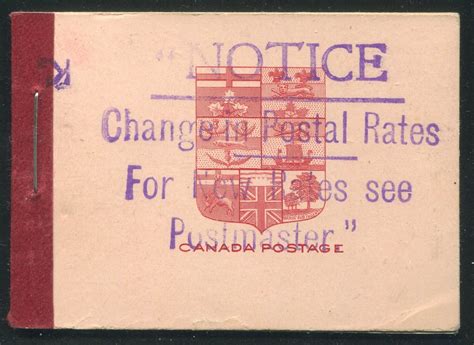 "NOTICE
Change in Postal Rates
For New Rates see
Postmaster"
CANADA POSTAGE